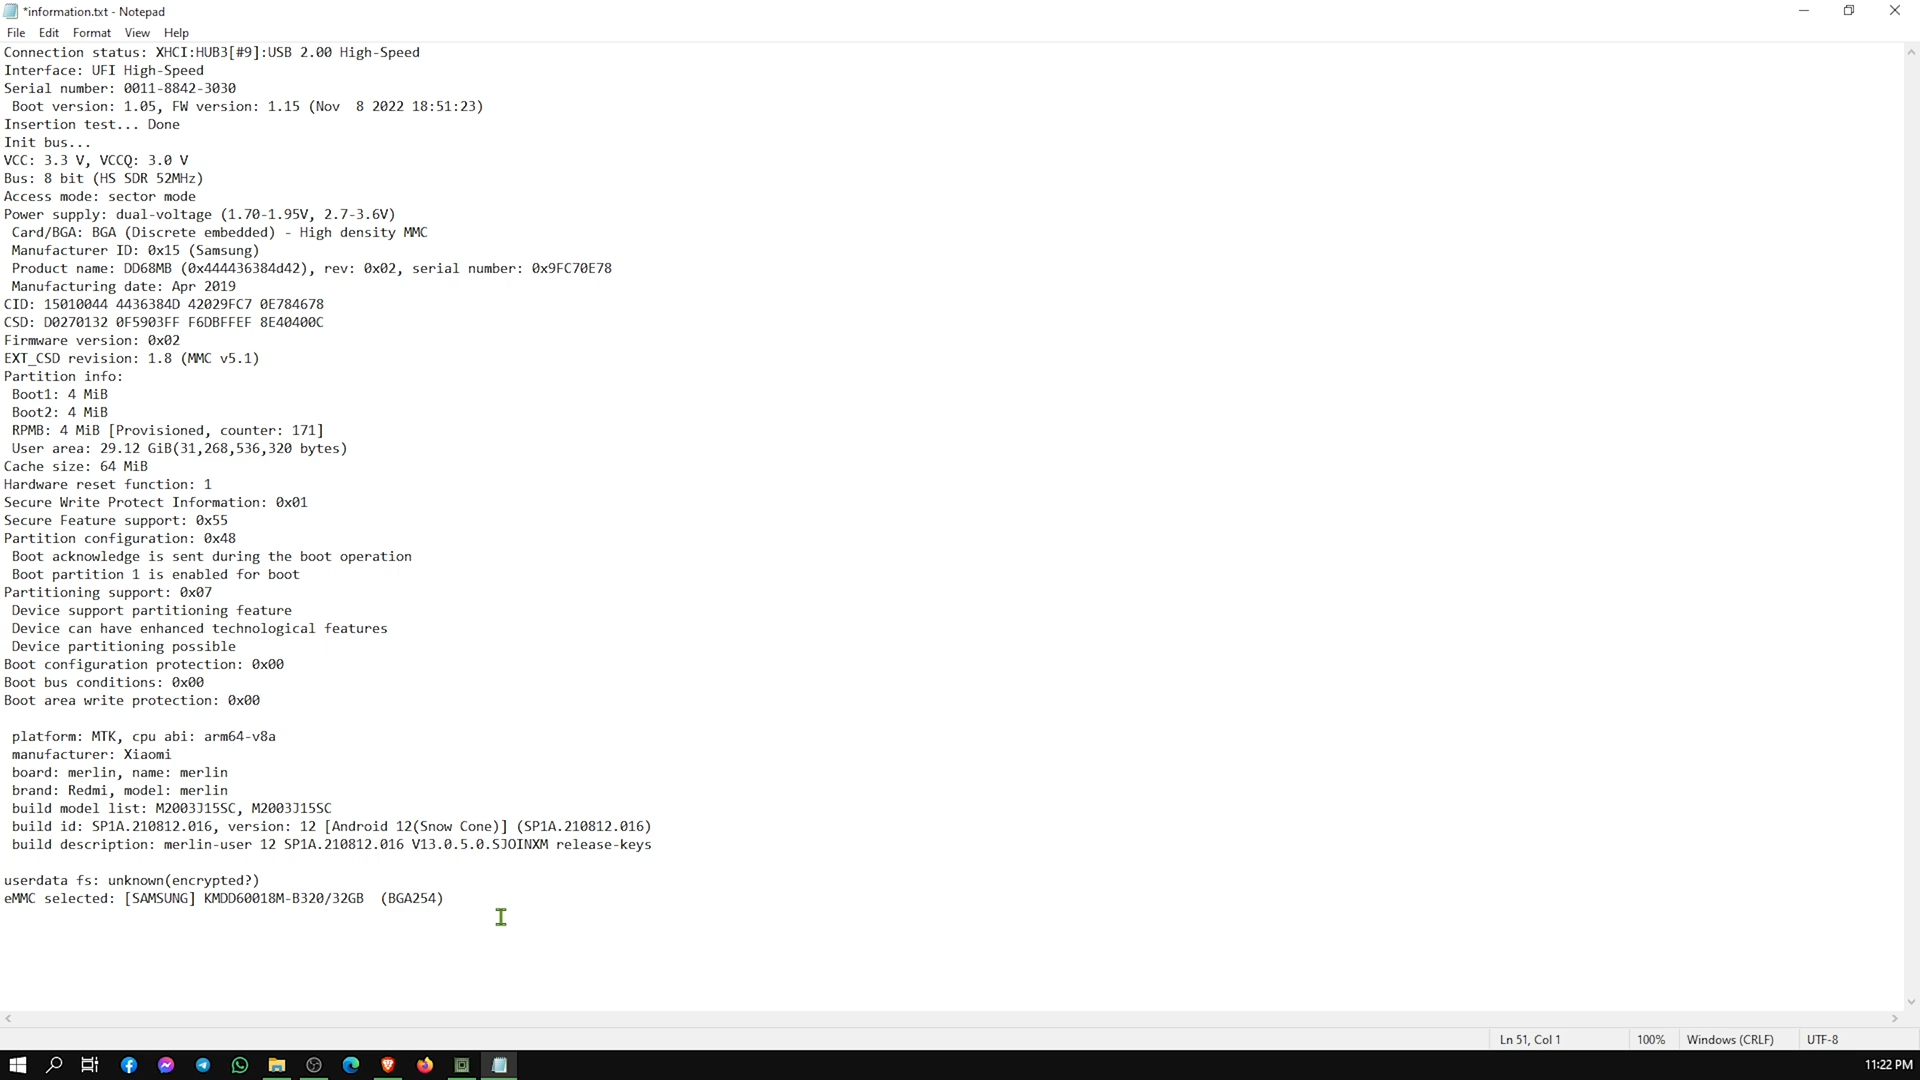 *information.txt - Notepad
File Edit Format View Help
Connection status: XHCI:HUB3[#9]:USB 2.00 High-Speed
Interface: UFI High-Speed
Serial number: 0011-8842-3030
Boot version: 1.05, FW version: 1.15 (Nov  8 2022 18:51:23)
Insertion test... Done
Init bus...
VCC: 3.3 V, VCCQ: 3.0 V
Bus: 8 bit (HS SDR 52MHz)
Access mode: sector mode
Power supply: dual-voltage (1.70-1.95V, 2.7-3.6V)
Card/BGA: BGA (Discrete embedded) - High density MMC
Manufacturer ID: 0x15 (Samsung)
Product name: DD68MB (0x444436384d42), rev: 0x02, serial number: 0x9FC70E78
Manufacturing date: Apr 2019
CID: 15010044 4436384D 42029FC7 0E784678
CSD: D0270132 0F5903FF F6DBFFEF 8E40400C
Firmware version: 0x02
EXT_CSD revision: 1.8 (MMC v5.1)
Partition info:
Boot1: 4 MiB
Boot2: 4 MiB
RPMB: 4 MiB [Provisioned, counter: 171]
User area: 29.12 GiB(31,268,536,320 bytes)
Cache size: 64 MiB
Hardware reset function: 1
Secure Write Protect Information: 0x01
Secure Feature support: 0x55
Partition configuration: 0x48
Boot acknowledge is sent during the boot operation
Boot partition 1 is enabled for boot
Partitioning support: 0x07
Device support partitioning feature
Device can have enhanced technological features
Device partitioning possible
Boot configuration protection: 0x00
Boot bus conditions: 0x00
Boot area write protection: 0x00
platform: MTK, cpu abi: arm64-v8a
manufacturer: Xiaomi
board: merlin, name: merlin
brand: Redmi, model: merlin
build model list: M2003J15SC, M2003J15SC
build id: SP1A.210812.016, version: 12 [Android 12(Snow Cone)] (SP1A.210812.016)
build description: merlin-user 12 SP1A.210812.016 V13.0.5.0.SJOINXM release-keys
userdata fs: unknown(encrypted?)
eMMC selected: [SAMSUNG] KMDD60018M-B320/32GB  (BGA254)
Ln 51, Col 1 100% Windows (CRLF) UTF-8
11:22 PM